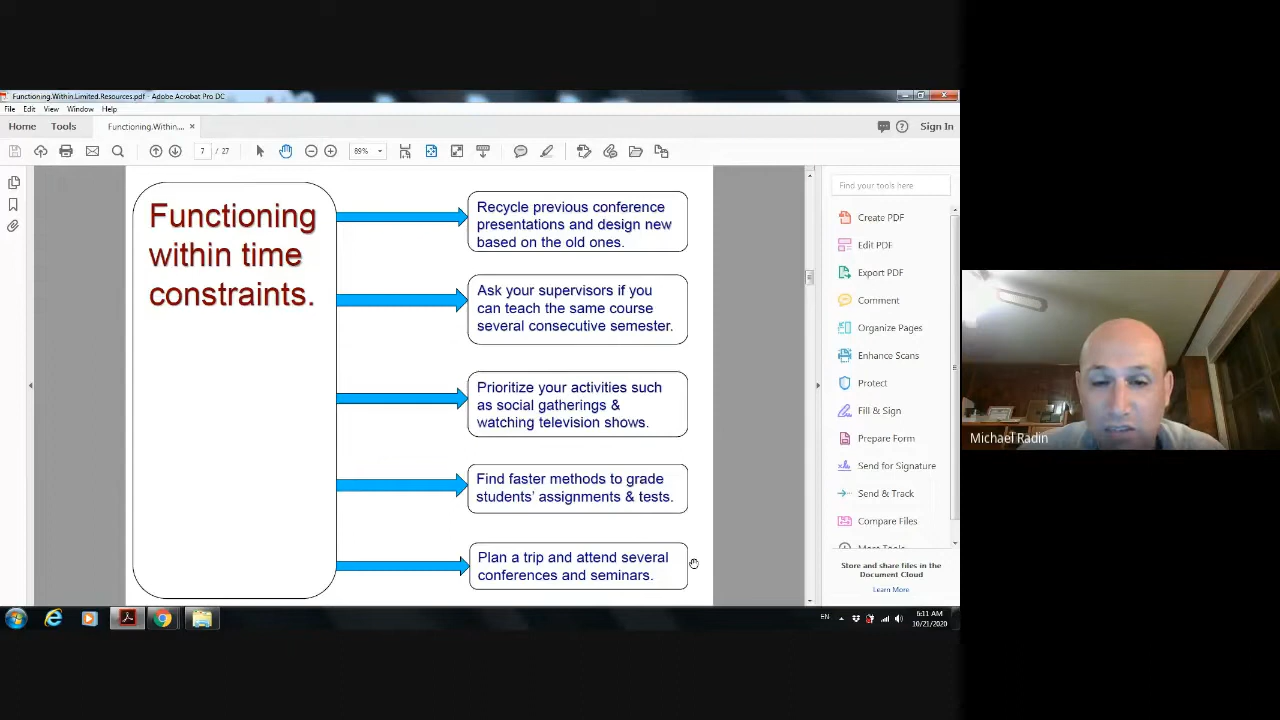 Functioning.Within.Limited.Resources.pdf - Adobe Acrobat Pro DC
File Edit View Window Help
Home Tools Functioning.Within... × Sign In
7 / 27 89%
Functioning
within time
constraints.
Recycle previous conference
presentations and design new
based on the old ones.
Ask your supervisors if you
can teach the same course
several consecutive semester.
Prioritize your activities such
as social gatherings &
watching television shows.
Find faster methods to grade
students' assignments & tests.
Plan a trip and attend several
conferences and seminars.
Find your tools here
Create PDF
Edit PDF
Export PDF
Comment
Organize Pages
Enhance Scans
Protect
Fill & Sign
Prepare Form
Send for Signature
Send & Track
Compare Files
More Tools
Store and share files in the
Document Cloud
Learn More
Michael Radin
EN
6:11 AM
10/21/2020